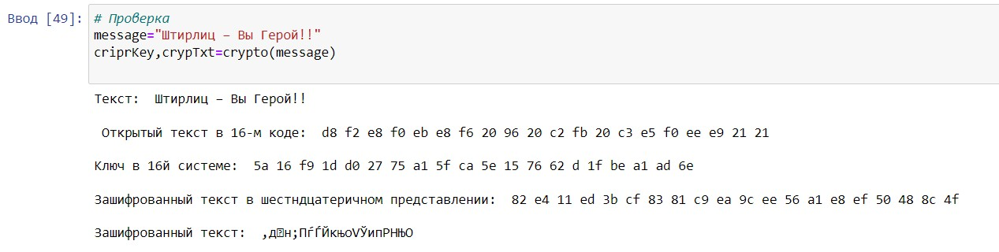 Ввод [49]: # Проверка
message="Штирлиц – Вы Герой!!"
criprKey,crypTxt=crypto(message)
Текст:  Штирлиц – Вы Герой!!
Открытый текст в 16-м коде:  d8 f2 e8 f0 eb e8 f6 20 96 20 c2 fb 20 c3 e5 f0 ee e9 21 21
Ключ в 16й системе:  5a 16 f9 1d d0 27 75 a1 5f ca 5e 15 76 62 d 1f be a1 ad 6e
Зашифрованный текст в шестндцатеричном представлении:  82 e4 11 ed 3b cf 83 81 c9 ea 9c ee 56 a1 e8 ef 50 48 8c 4f
Зашифрованный текст:  ‚д�н;ПѓЃЙкњоVЎипPHЊO